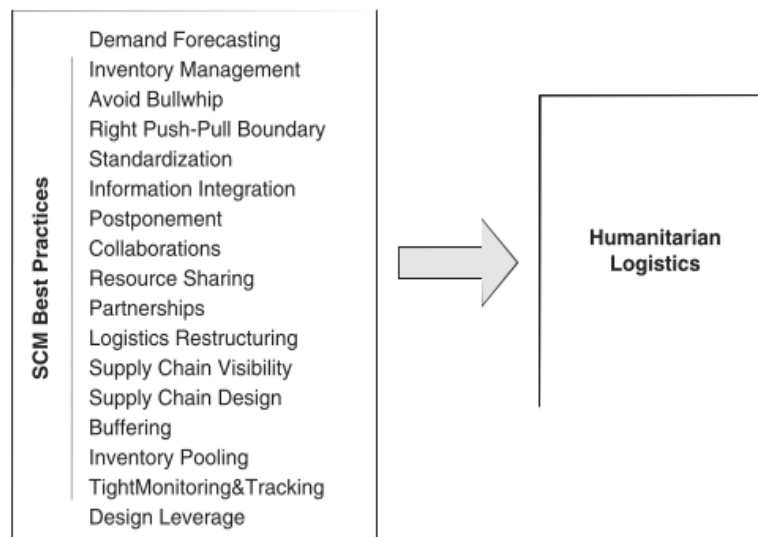 SCM Best Practices
Demand Forecasting
Inventory Management
Avoid Bullwhip
Right Push-Pull Boundary
Standardization
Information Integration
Postponement
Collaborations
Resource Sharing
Partnerships
Logistics Restructuring
Supply Chain Visibility
Supply Chain Design
Buffering
Inventory Pooling
TightMonitoring&Tracking
Design Leverage
Humanitarian
Logistics